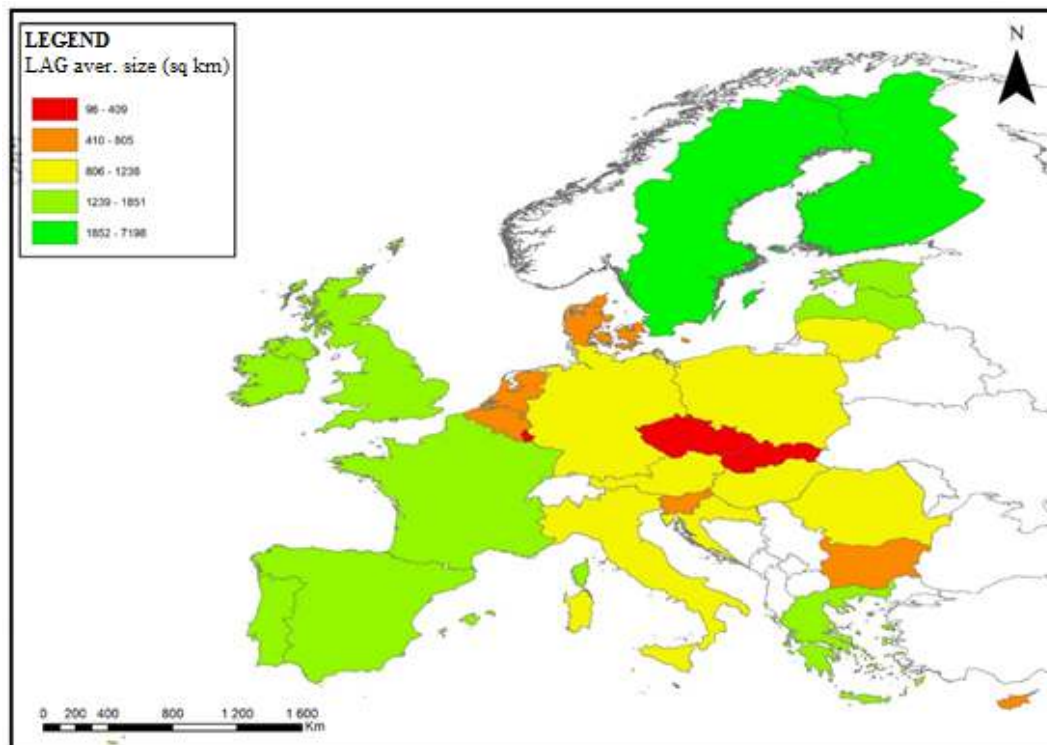 LEGEND
LAG aver. size (sq km)
96 - 409
410 - 805
806 - 1238
1239 - 1851
1852 - 7198
N
0 200 400 800 1 200 1 600
Km